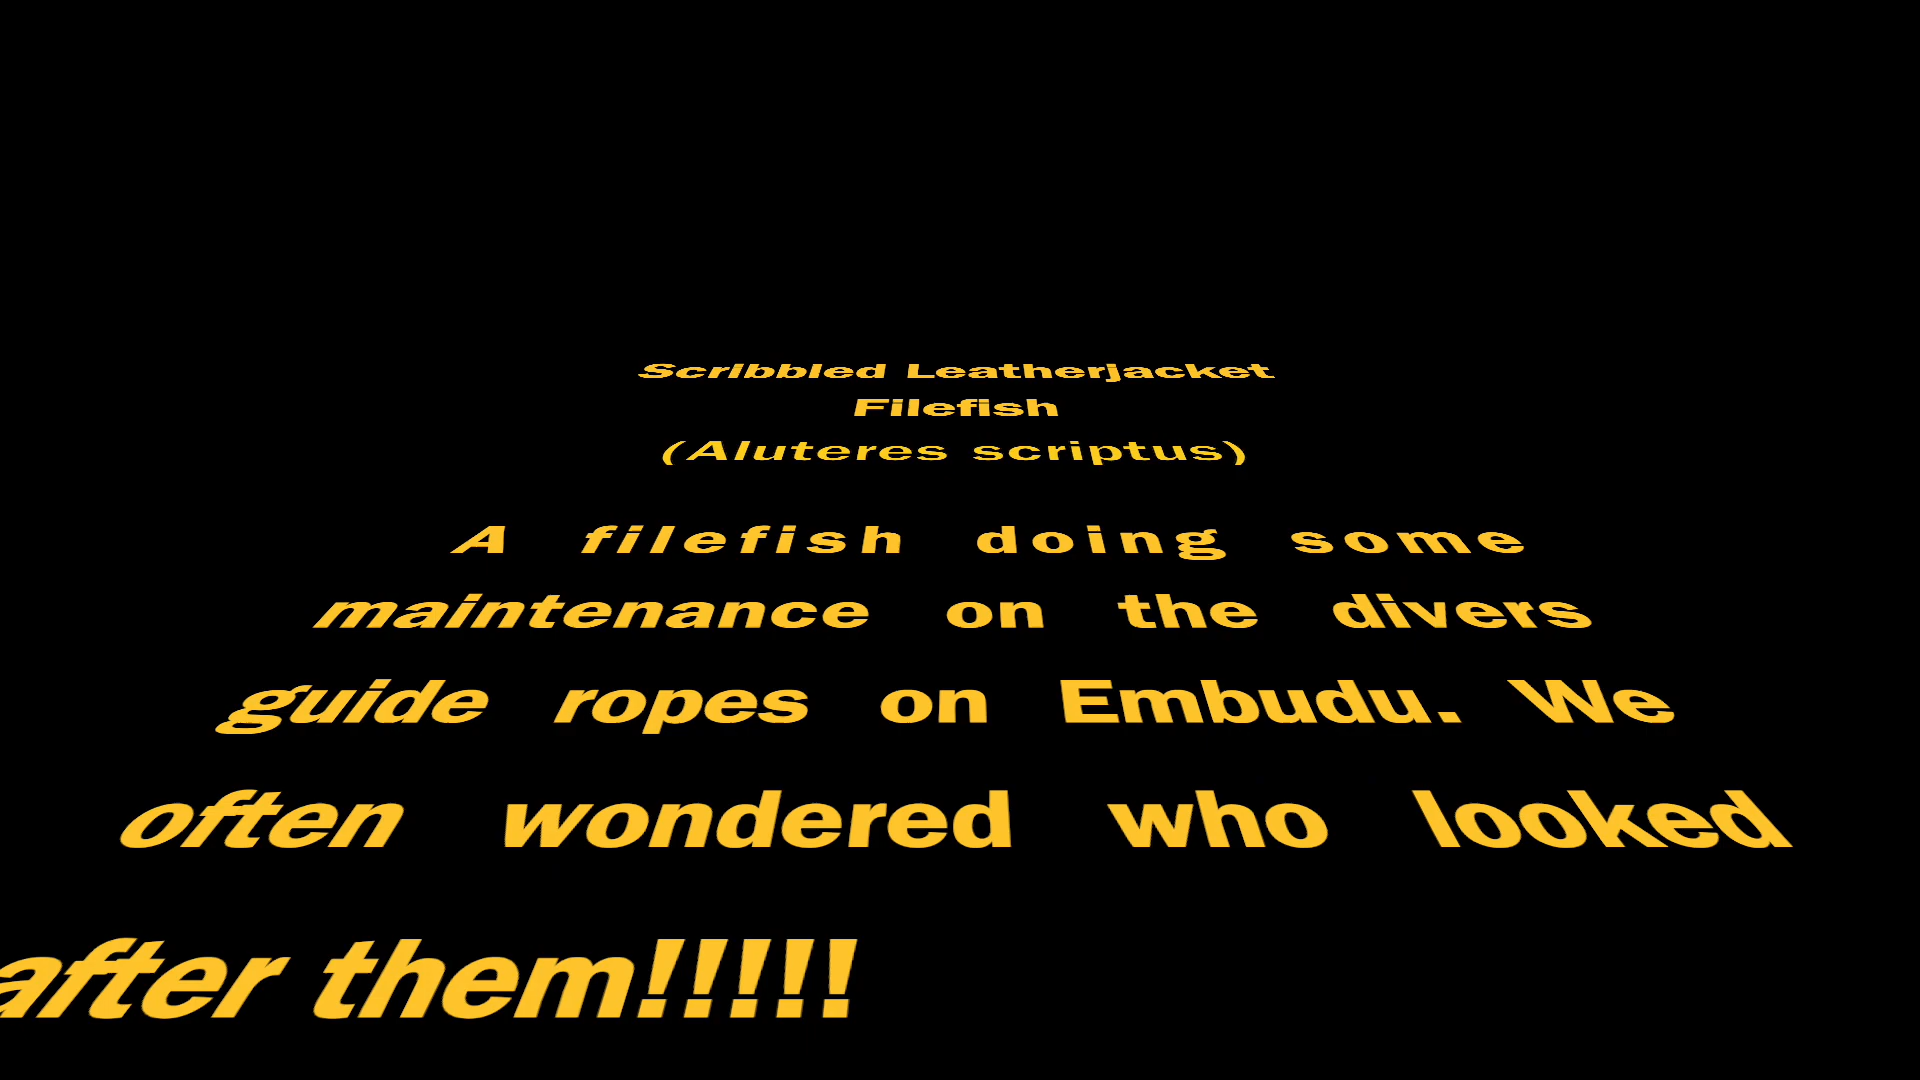 Scribbled Leatherjacket
Filefish
(Aluteres scriptus)
A filefish doing some
maintenance on the divers
guide ropes on Embudu. We
often wondered who looked
after them!!!!!